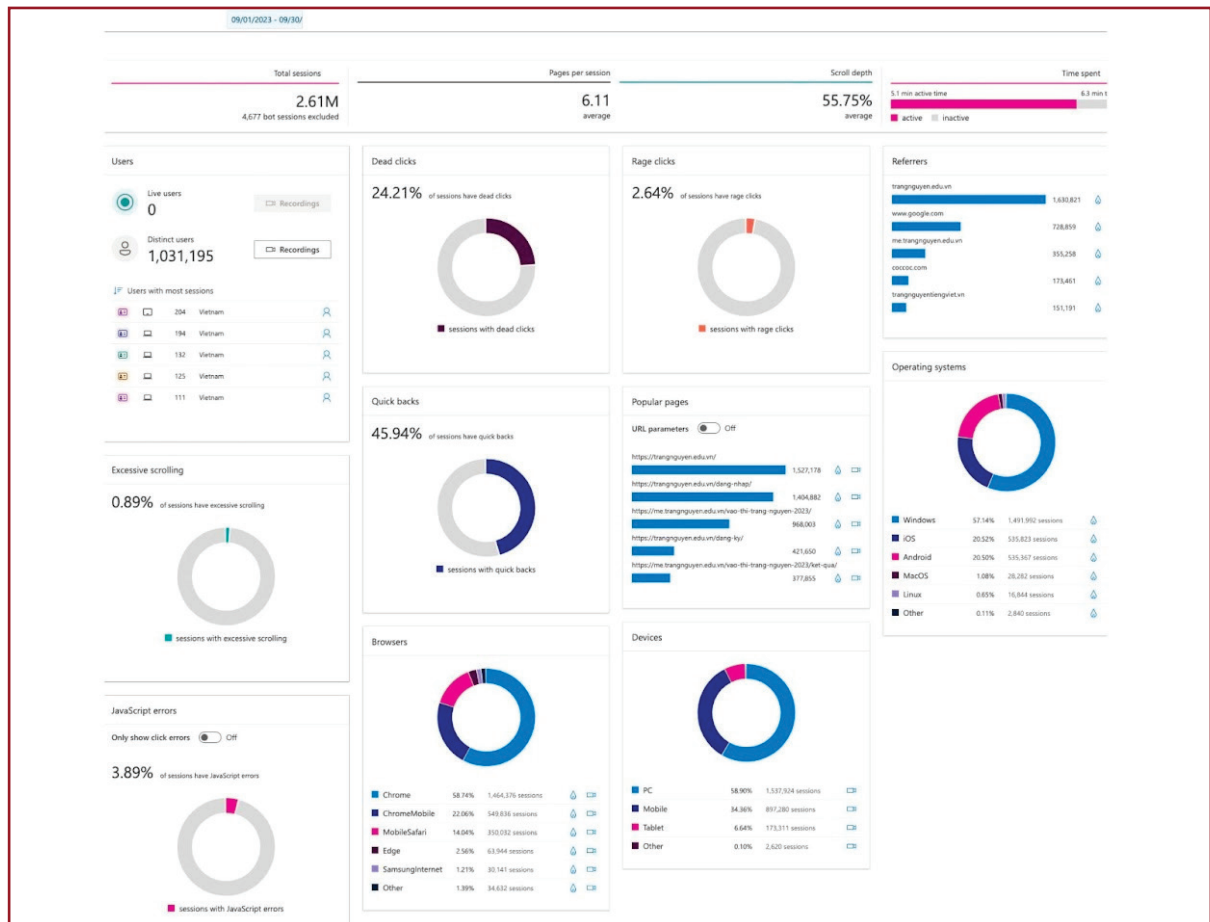 09/01/2023 - 09/30/
Total sessions
2.61M
4,677 bot sessions excluded
Pages per session
6.11
average
Scroll depth
55.75%
average
Time spent
5.1 min active time 6.3 min t
active inactive
Users
Live users
0
Recordings
Distinct users
1,031,195
Recordings
Users with most sessions
204 Vietnam
194 Vietnam
132 Vietnam
125 Vietnam
111 Vietnam
Excessive scrolling
0.89% of sessions have excessive scrolling
sessions with excessive scrolling
JavaScript errors
Only show click errors Off
3.89% of sessions have JavaScript errors
sessions with JavaScript errors
Dead clicks
24.21% of sessions have dead clicks
sessions with dead clicks
Quick backs
45.94% of sessions have quick backs
sessions with quick backs
Browsers
Chrome 58.74% 1,464,376 sessions
ChromeMobile 22.06% 549,836 sessions
MobileSafari 14.04% 350,032 sessions
Edge 2.56% 63,944 sessions
SamsungInternet 1.21% 30,141 sessions
Other 1.39% 34,632 sessions
Rage clicks
2.64% of sessions have rage clicks
sessions with rage clicks
Popular pages
URL parameters Off
https://trangnguyen.edu.vn/
1,527,178
https://trangnguyen.edu.vn/dang-nhap/
1,404,882
https://me.trangnguyen.edu.vn/vao-thi-trang-nguyen-2023/
968,003
https://trangnguyen.edu.vn/dang-ky/
421,650
https://me.trangnguyen.edu.vn/vao-thi-trang-nguyen-2023/ket-qua/
377,855
Devices
PC 58.90% 1,537,924 sessions
Mobile 34.36% 897,280 sessions
Tablet 6.64% 173,311 sessions
Other 0.10% 2,620 sessions
Referrers
trangnguyen.edu.vn
1,630,821
www.google.com
728,859
me.trangnguyen.edu.vn
355,258
coccoc.com
173,461
trangnguyentiengviet.vn
151,191
Operating systems
Windows 57.14% 1,491,992 sessions
iOS 20.52% 535,823 sessions
Android 20.50% 535,367 sessions
MacOS 1.08% 28,282 sessions
Linux 0.65% 16,844 sessions
Other 0.11% 2,840 sessions